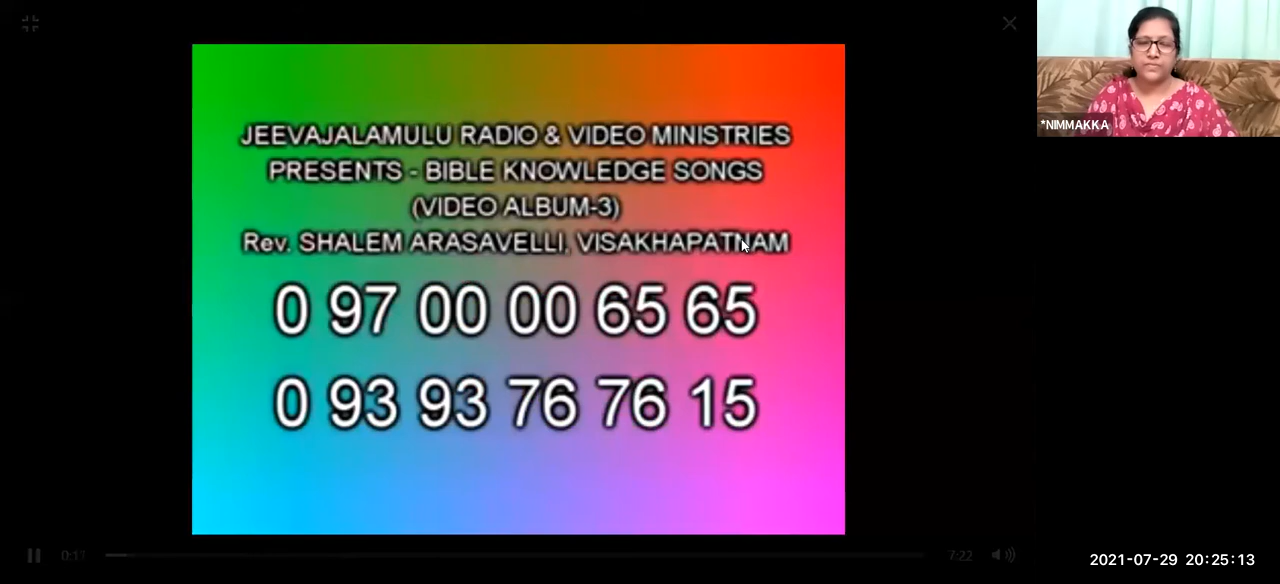 JEEVAJALAMULU RADIO & VIDEO MINISTRIES
PRESENTS - BIBLE KNOWLEDGE SONGS
(VIDEO ALBUM-3)
Rev. SHALEM ARASAVELLI, VISAKHAPATNAM
0 97 00 00 65 65
0 93 93 76 76 15
*NIMMAKKA
7:22
2021-07-29 20:25:13